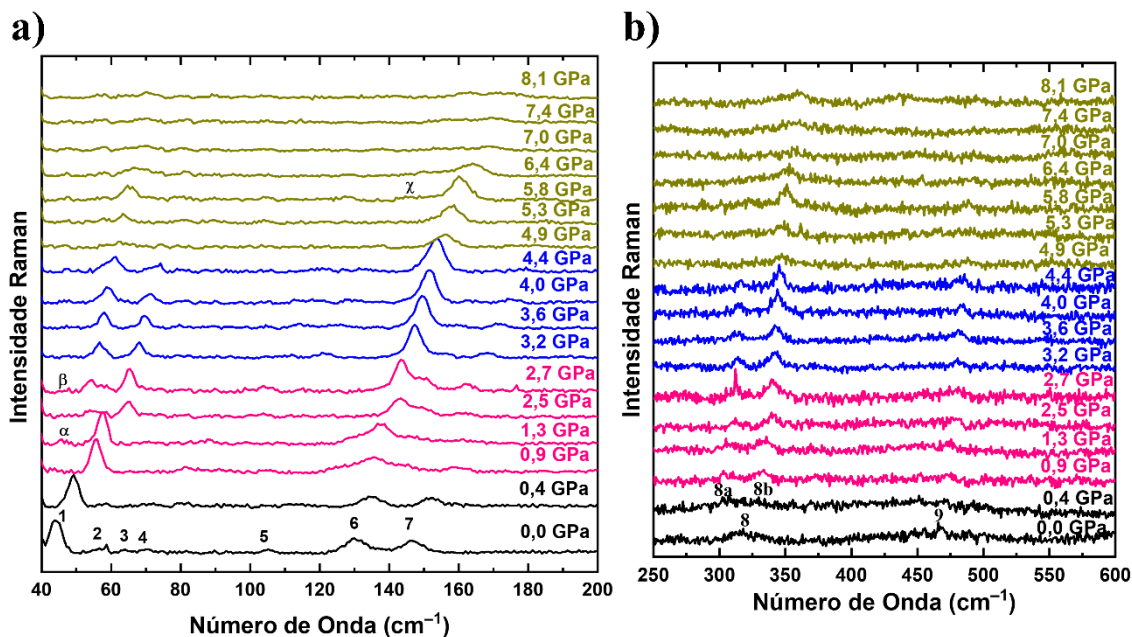 a)
8,1 GPa
7,4 GPa
7,0 GPa
6,4 GPa
5,8 GPa
χ
5,3 GPa
4,9 GPa
4,4 GPa
4,0 GPa
3,6 GPa
3,2 GPa
2,7 GPa
β
2,5 GPa
1,3 GPa
α
0,9 GPa
0,4 GPa
0,0 GPa
1 2 3 4 5 6 7
40 60 80 100 120 140 160 180 200
Número de Onda (cm⁻¹)
Intensidade Raman
b)
8,1 GPa
7,4 GPa
7,0 GPa
6,4 GPa
5,8 GPa
5,3 GPa
4,9 GPa
4,4 GPa
4,0 GPa
3,6 GPa
3,2 GPa
2,7 GPa
2,5 GPa
1,3 GPa
0,9 GPa
8a 8b
0,4 GPa
8 9
0,0 GPa
250 300 350 400 450 500 550 600
Número de Onda (cm⁻¹)
Intensidade Raman